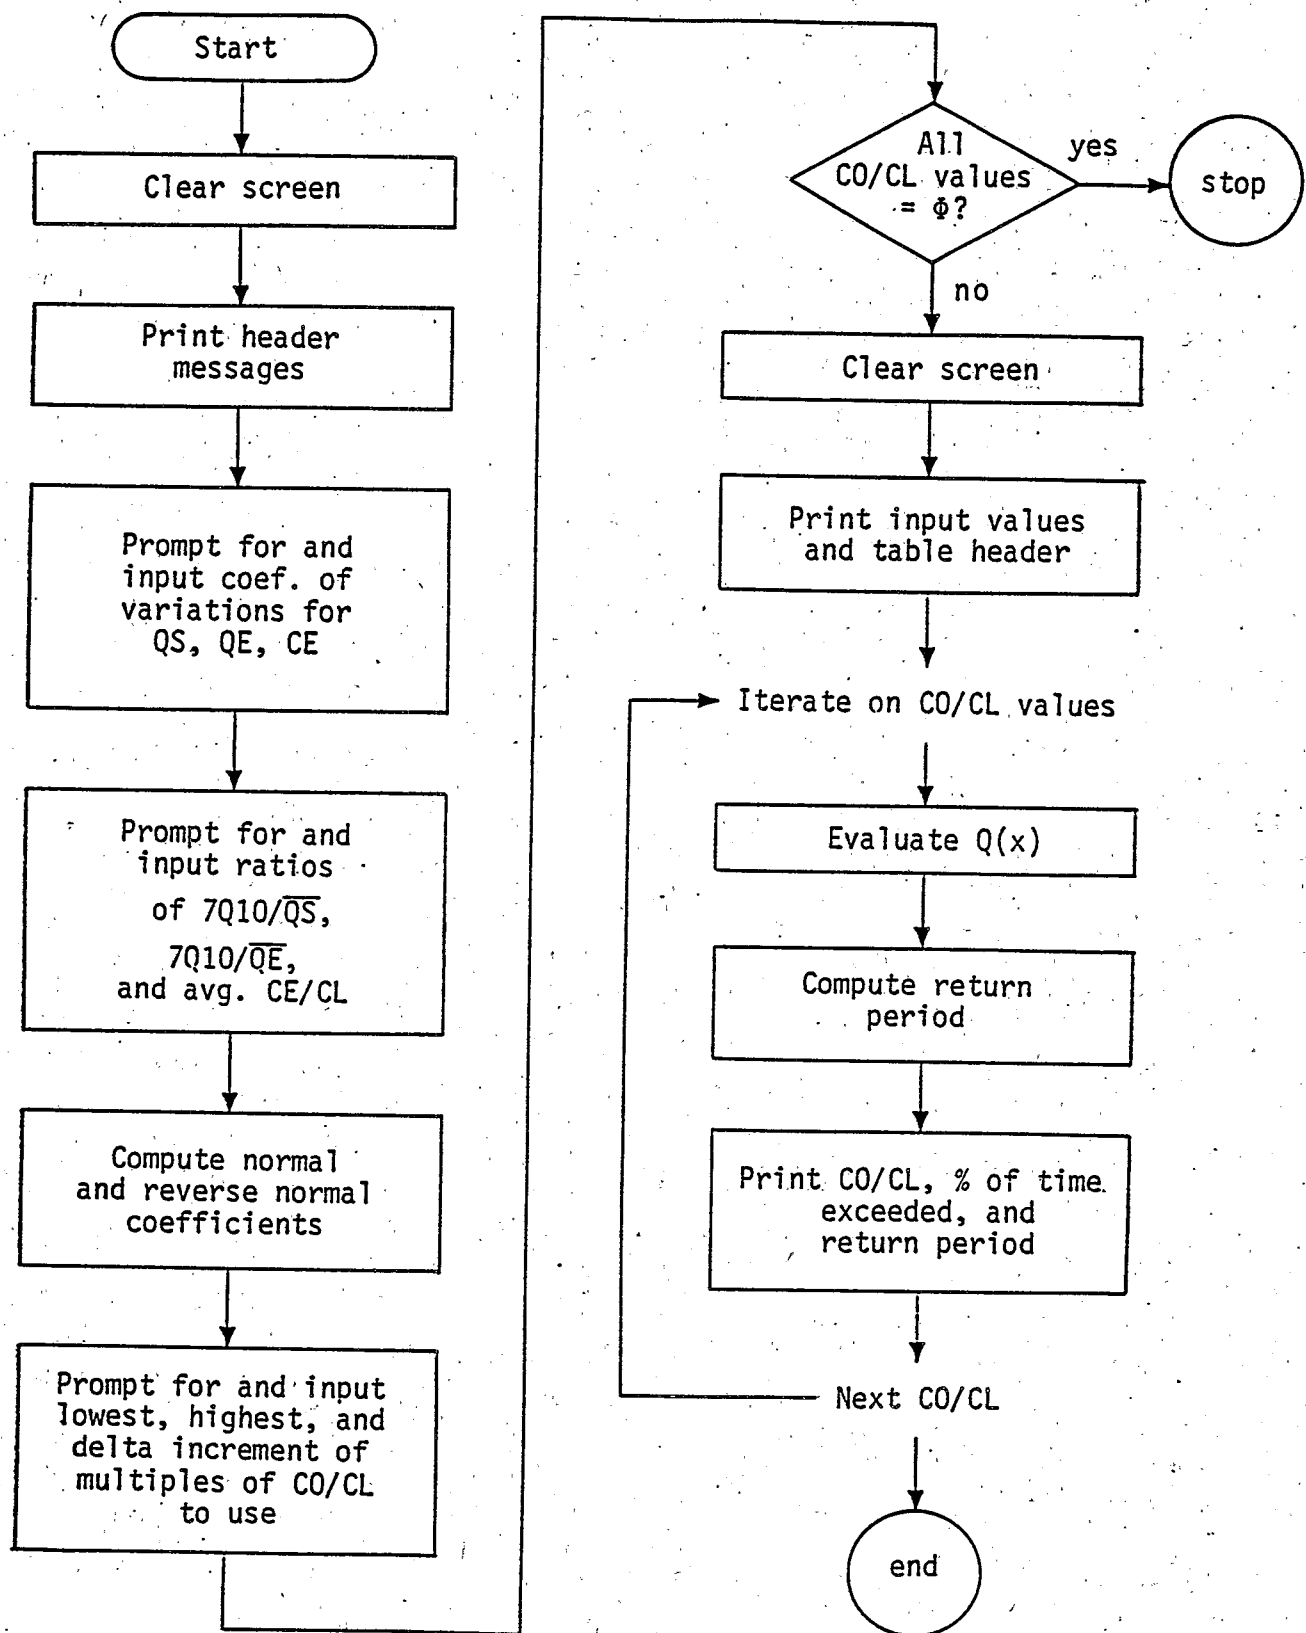 Start
Clear screen
Print header
messages
Prompt for and
input coef. of
variations for
QS, QE, CE
Prompt for and
input ratios
of 7Q10/Q̅S̅,
7Q10/Q̅E̅,
and avg. CE/CL
Compute normal
and reverse normal
coefficients
Prompt for and input
lowest, highest, and
delta increment of
multiples of CO/CL
to use
All
CO/CL values
= Φ?
yes
stop
no
Clear screen
Print input values
and table header
Iterate on CO/CL values
Evaluate Q(x)
Compute return
period
Print CO/CL, % of time
exceeded, and
return period
Next CO/CL
end